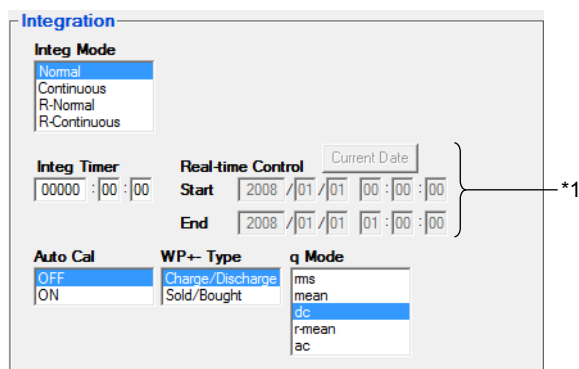 Integration
Integ Mode
Normal
Continuous
R-Normal
R-Continuous
Integ Timer
00000 : 00 : 00
Real-time Control
Current Date
Start 2008 / 01 / 01 00 : 00 : 00
End 2008 / 01 / 01 01 : 00 : 00
*1
Auto Cal
OFF
ON
WP+- Type
Charge/Discharge
Sold/Bought
q Mode
rms
mean
dc
r-mean
ac